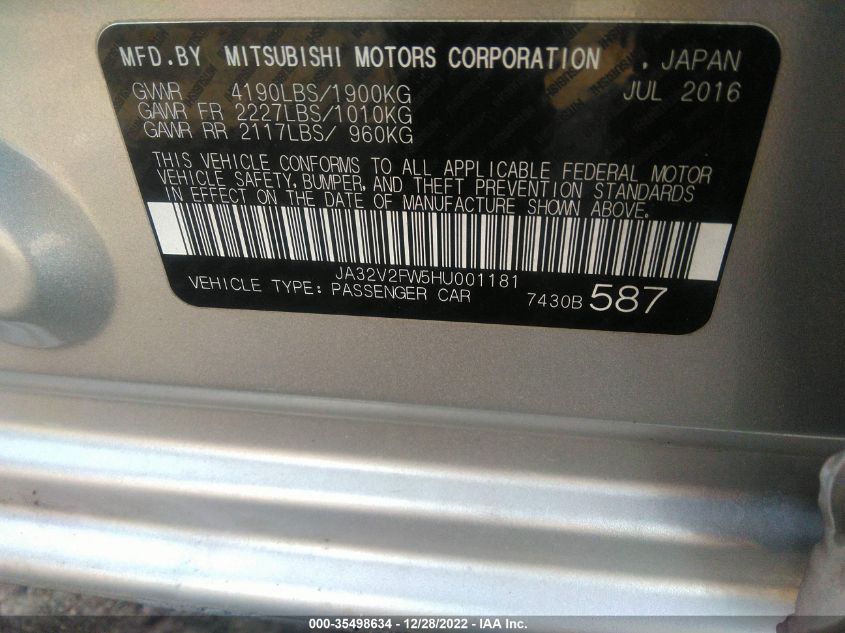 MFD.BY MITSUBISHI MOTORS CORPORATION , JAPAN
GVWR 4190LBS/1900KG JUL 2016
GAWR FR 2227LBS/1010KG
GAWR RR 2117LBS/ 960KG
THIS VEHICLE CONFORMS TO ALL APPLICABLE FEDERAL MOTOR
VEHICLE SAFETY, BUMPER, AND THEFT PREVENTION STANDARDS
IN EFFECT ON THE DATE OF MANUFACTURE SHOWN ABOVE.
JA32V2FW5HU001181
VEHICLE TYPE: PASSENGER CAR 7430B 587
000-35498634 - 12/28/2022 - IAA Inc.